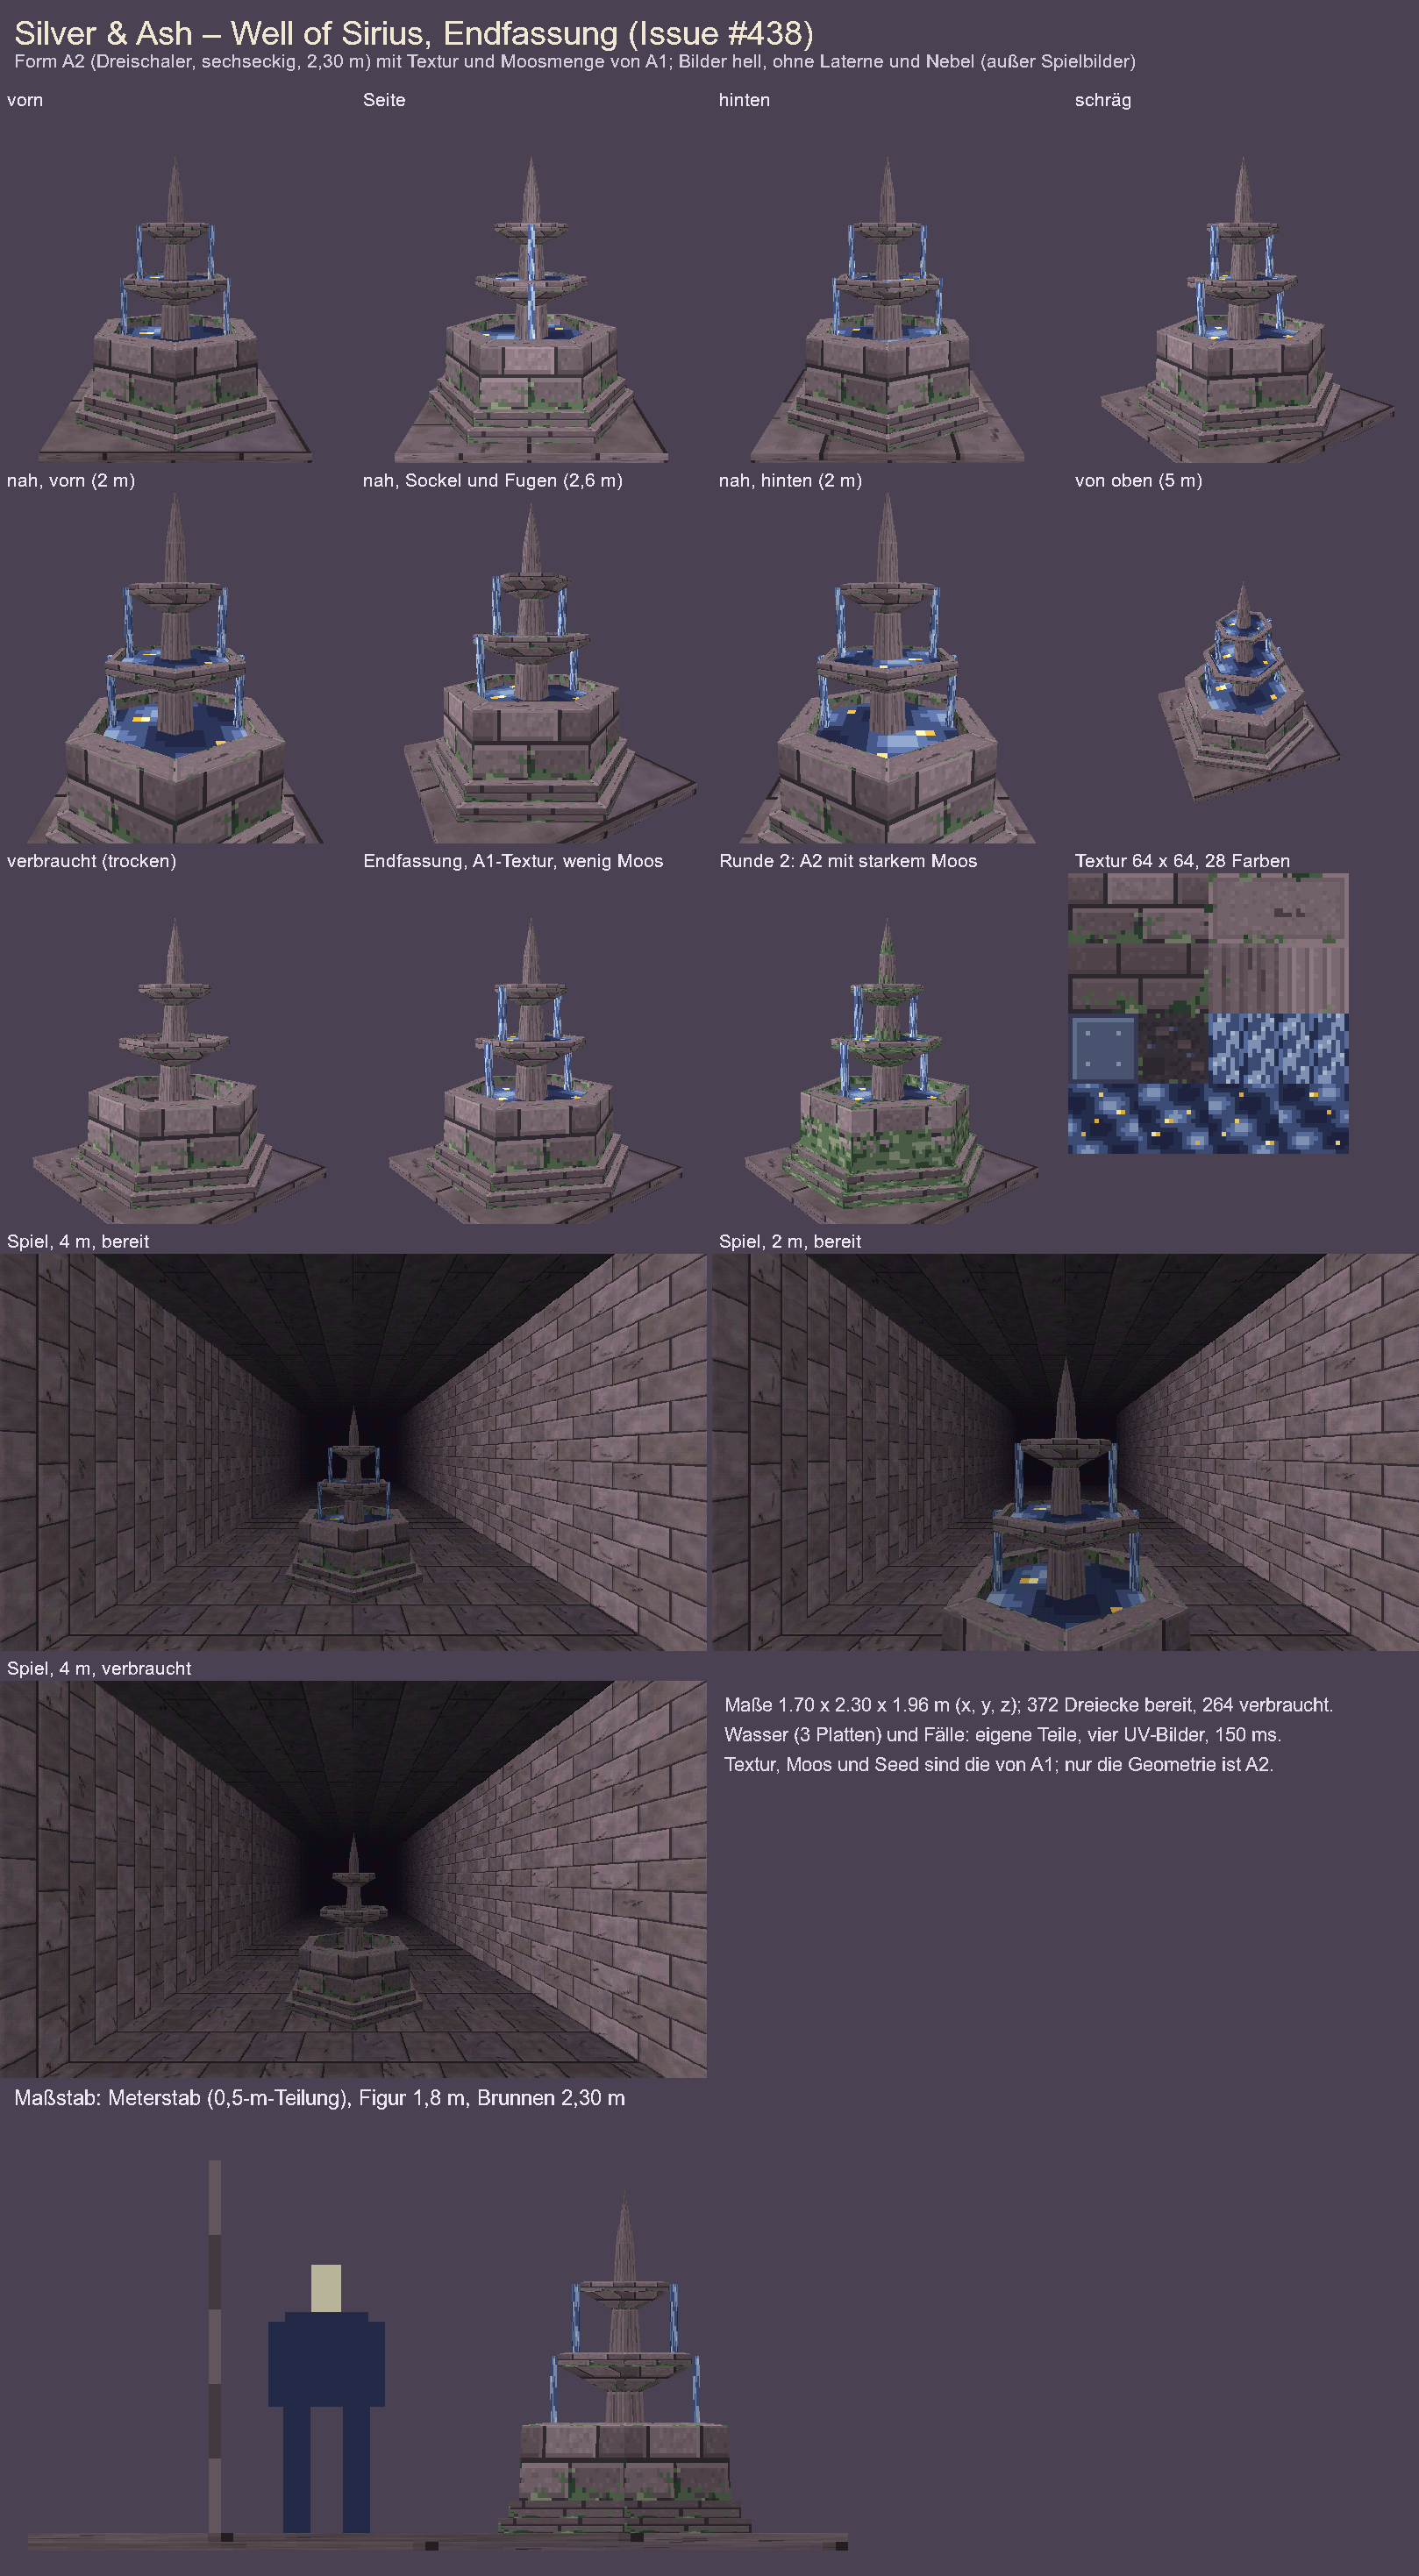 Silver & Ash – Well of Sirius, Endfassung (Issue #438)
Form A2 (Dreischaler, sechseckig, 2,30 m) mit Textur und Moosmenge von A1; Bilder hell, ohne Laterne und Nebel (außer Spielbilder)
vorn
Seite
hinten
schräg
nah, vorn (2 m)
nah, Sockel und Fugen (2,6 m)
nah, hinten (2 m)
von oben (5 m)
verbraucht (trocken)
Endfassung, A1-Textur, wenig Moos
Runde 2: A2 mit starkem Moos
Textur 64 x 64, 28 Farben
Spiel, 4 m, bereit
Spiel, 2 m, bereit
Spiel, 4 m, verbraucht
Maße 1.70 x 2.30 x 1.96 m (x, y, z); 372 Dreiecke bereit, 264 verbraucht.
Wasser (3 Platten) und Fälle: eigene Teile, vier UV-Bilder, 150 ms.
Textur, Moos und Seed sind die von A1; nur die Geometrie ist A2.
Maßstab: Meterstab (0,5-m-Teilung), Figur 1,8 m, Brunnen 2,30 m